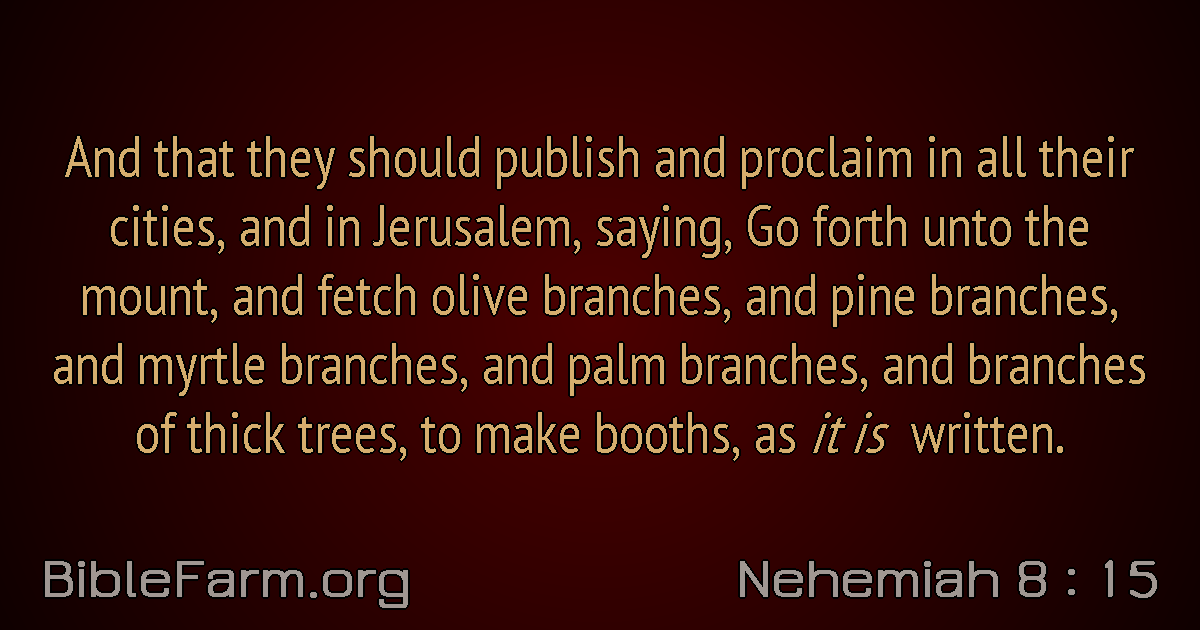 And that they should publish and proclaim in all their
cities, and in Jerusalem, saying, Go forth unto the
mount, and fetch olive branches, and pine branches,
and myrtle branches, and palm branches, and branches
of thick trees, to make booths, as it is written.
BibleFarm.org
Nehemiah 8 : 15